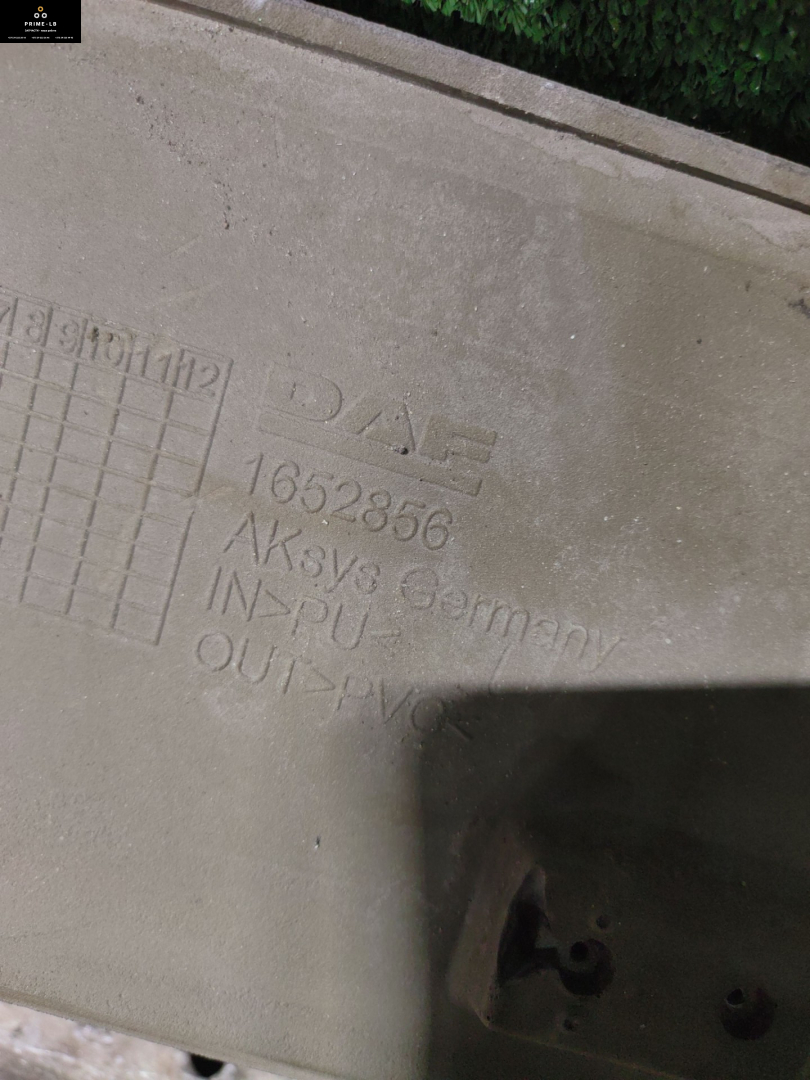 PRIME-LB
7 8 9 10 11 12
DAF
1652856
AKsys Germany
IN>PU<
OUT>PVC<